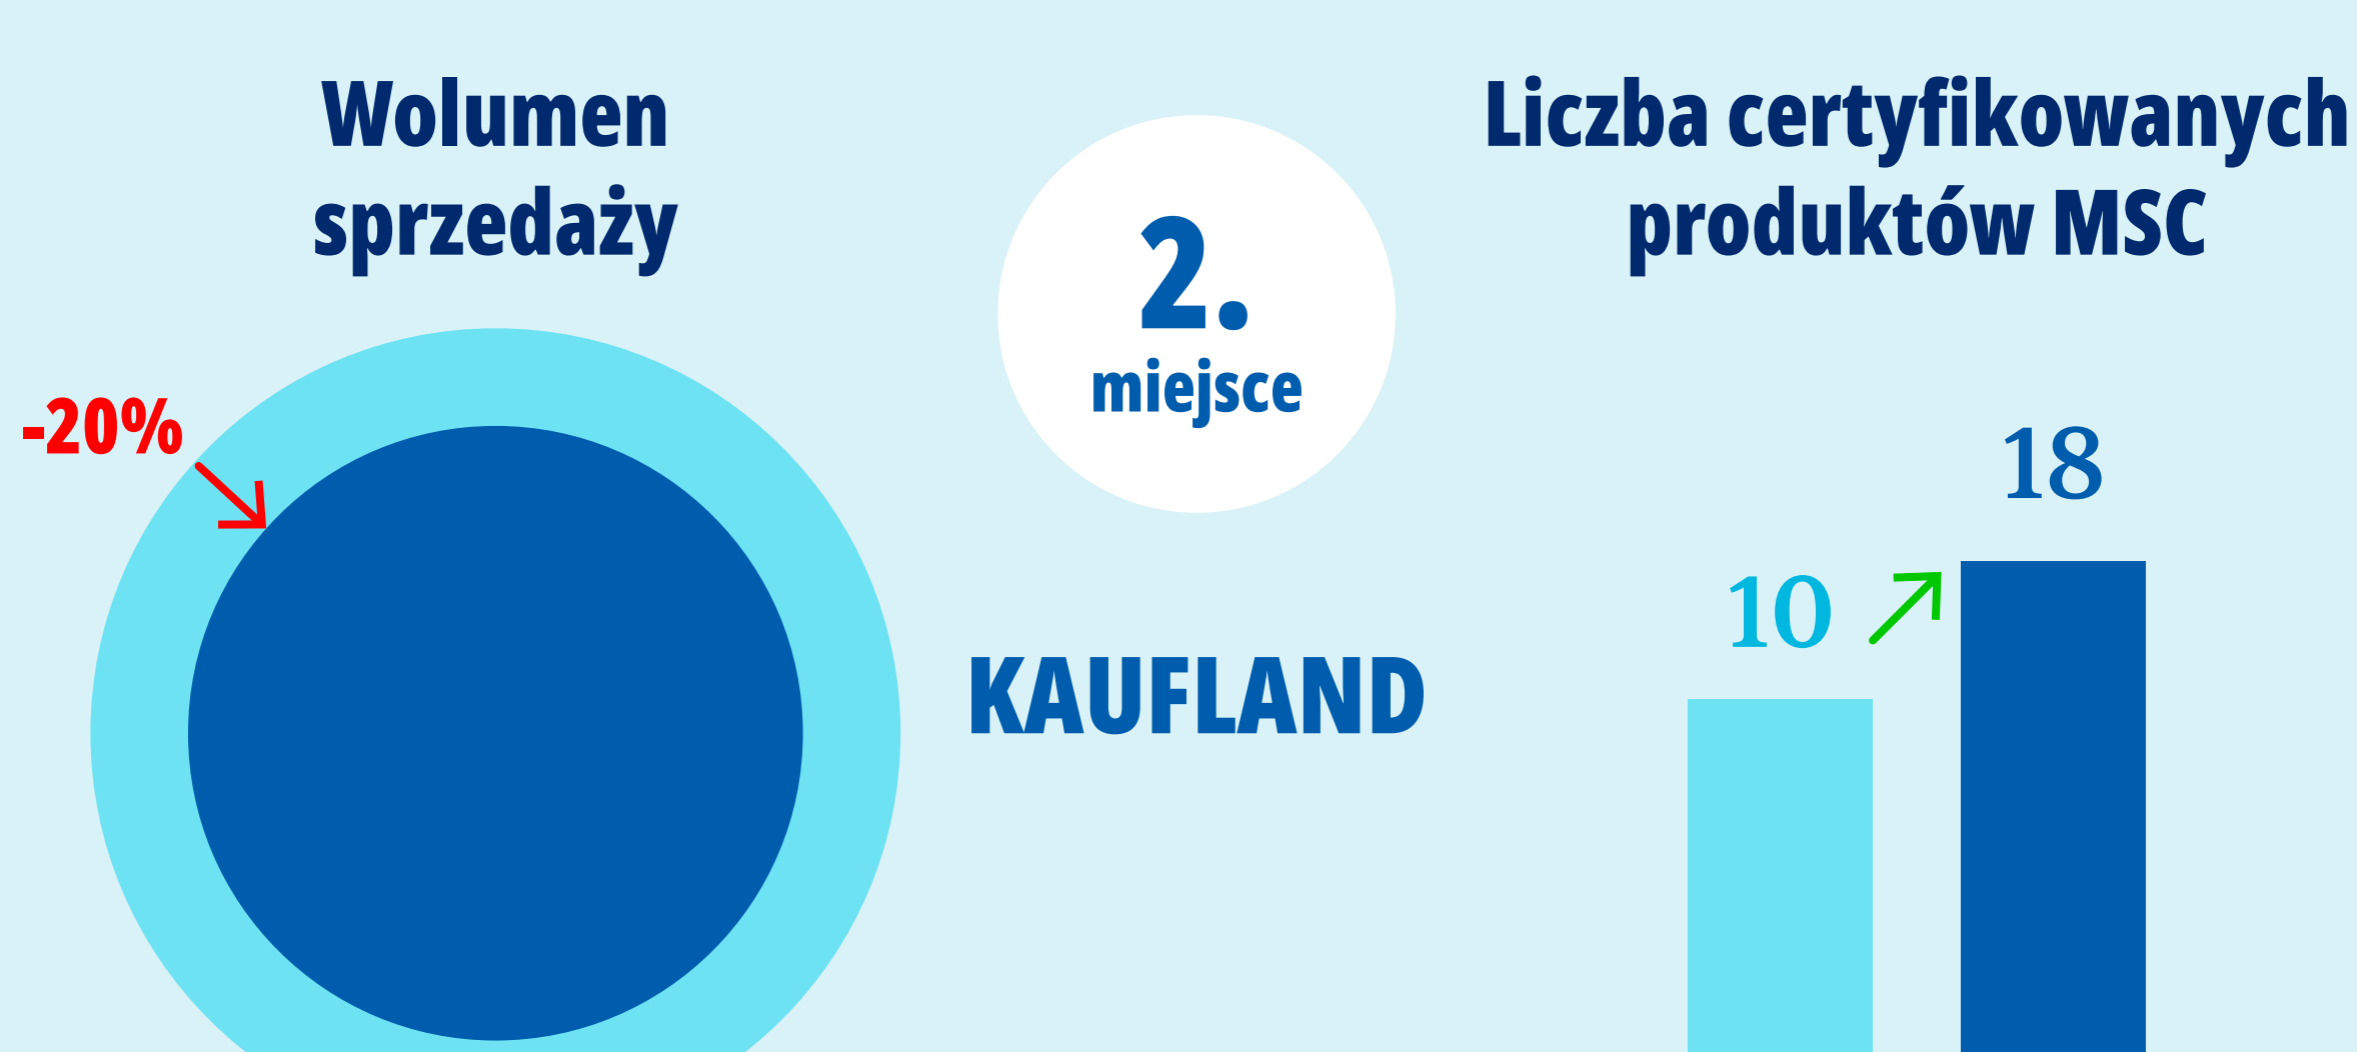 Wolumen
sprzedaży
-20%
2.
miejsce
KAUFLAND
Liczba certyfikowanych
produktów MSC
10
18